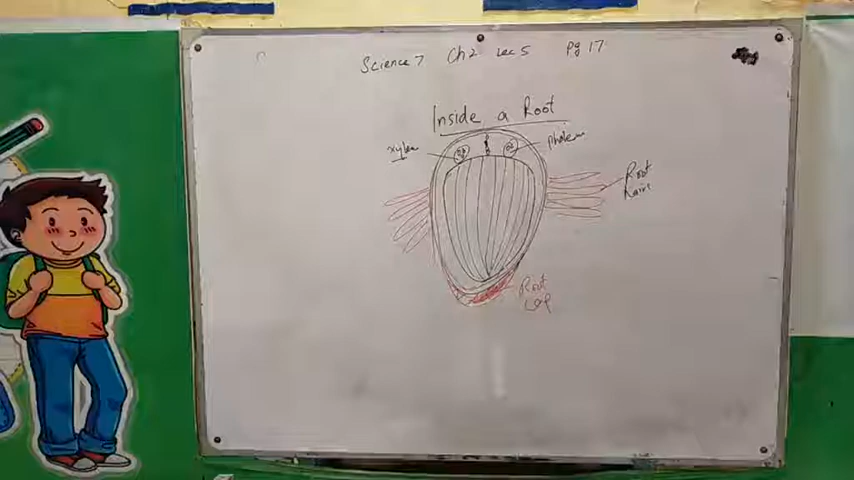 Science 7 Ch 2 Lec 5 Pg 17
Inside a Root
xylem
phloem
Root
Hairs
Root
Cap